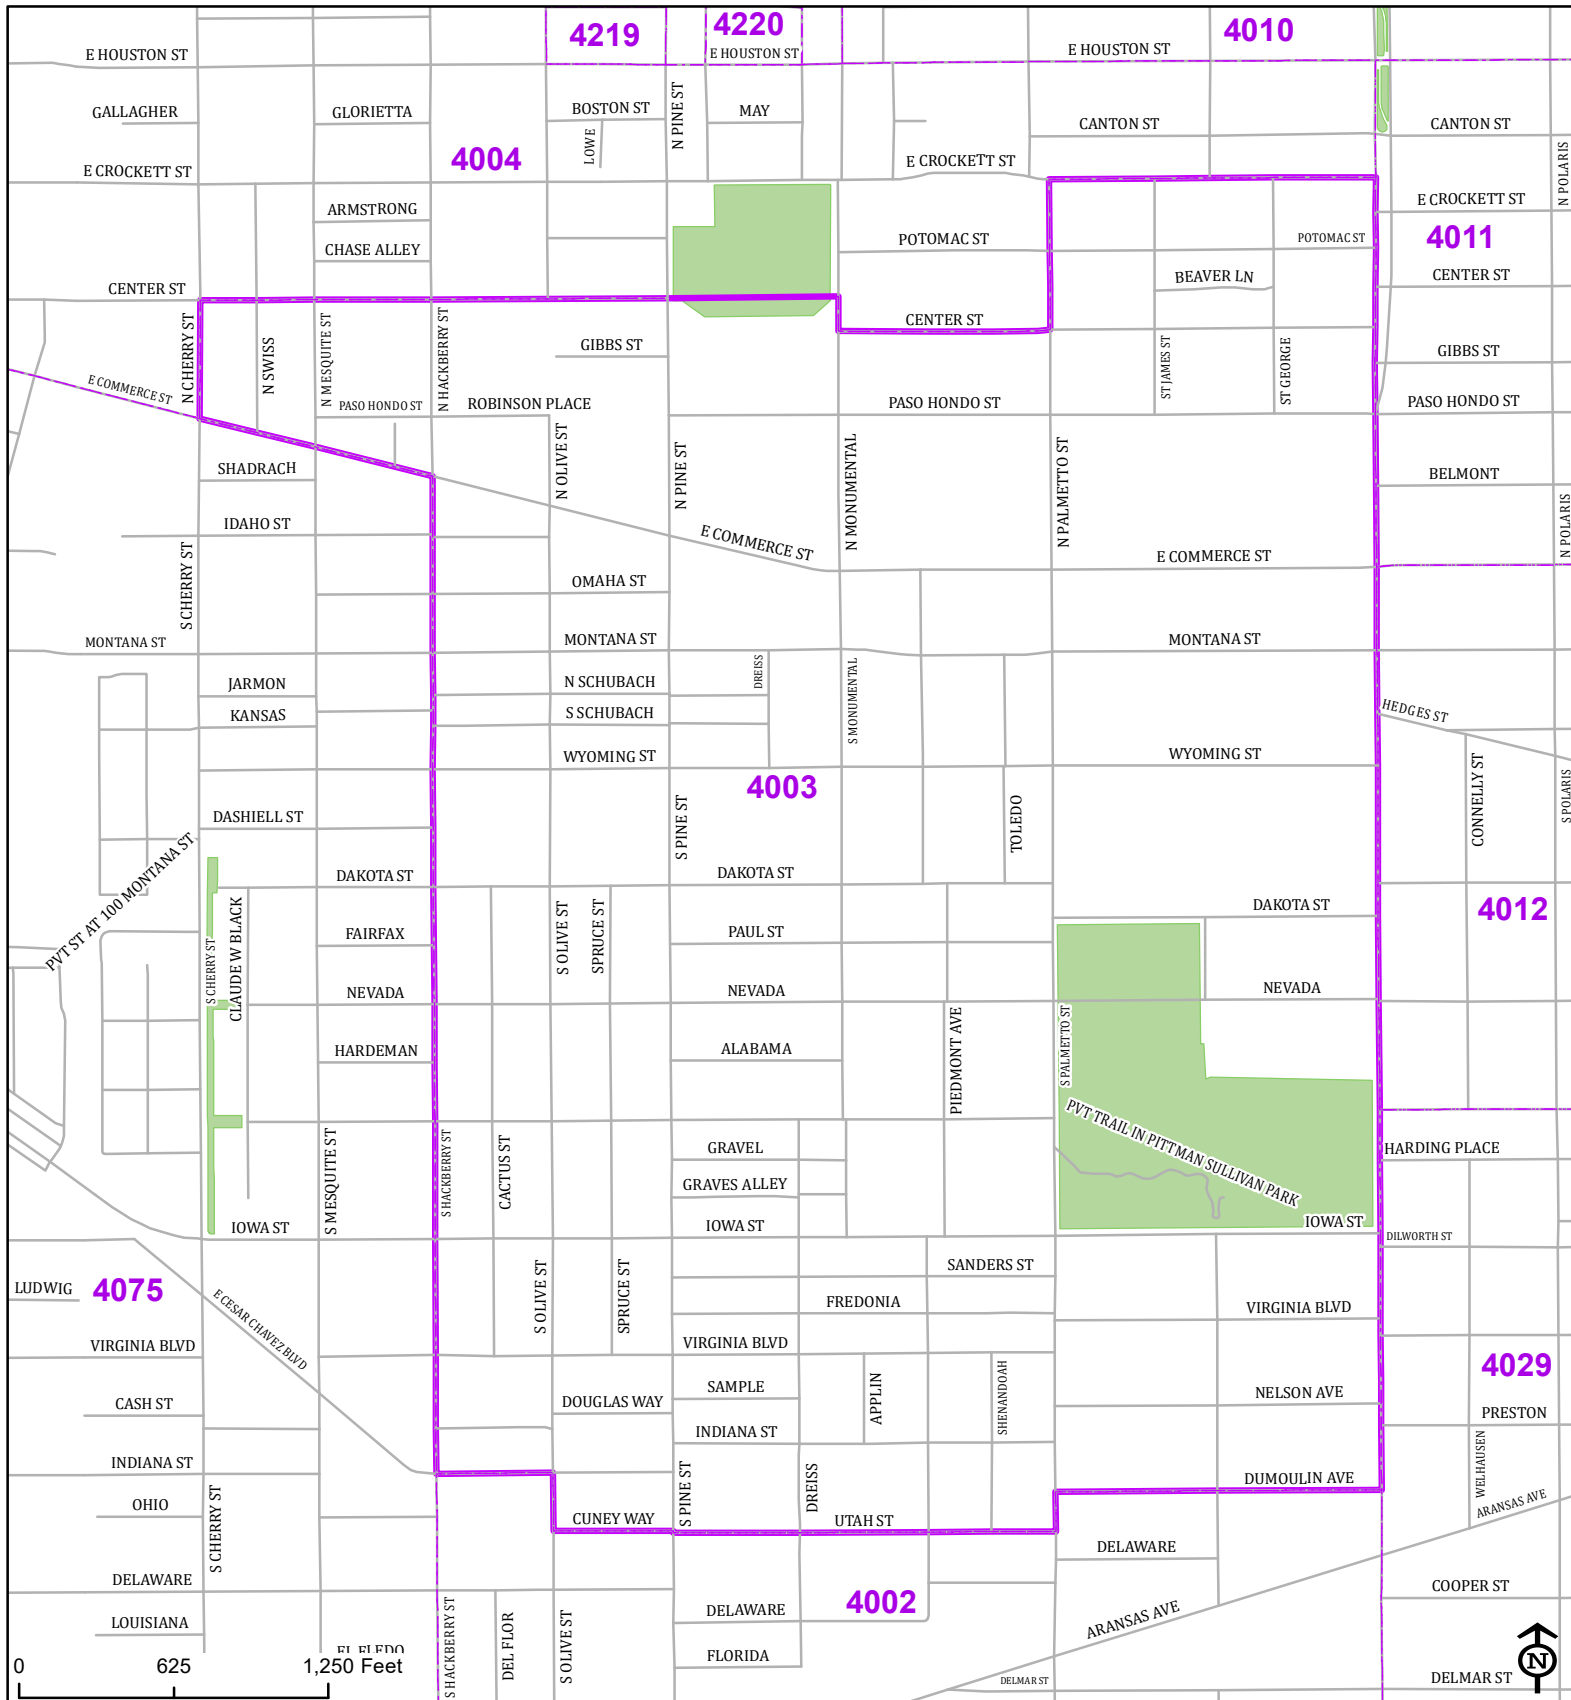 4219
4220
4010
E HOUSTON ST
E HOUSTON ST
E HOUSTON ST
GALLAGHER
GLORIETTA
BOSTON ST
LOWE
N PINE ST
MAY
CANTON ST
CANTON ST
N POLARIS
4004
E CROCKETT ST
E CROCKETT ST
E CROCKETT ST
ARMSTRONG
CHASE ALLEY
POTOMAC ST
POTOMAC ST
4011
BEAVER LN
CENTER ST
CENTER ST
CENTER ST
N CHERRY ST
N SWISS
N MESQUITE ST
N HACKBERRY ST
GIBBS ST
ST JAMES ST
ST GEORGE
GIBBS ST
E COMMERCE ST
PASO HONDO ST
ROBINSON PLACE
PASO HONDO ST
PASO HONDO ST
SHADRACH
N OLIVE ST
N PINE ST
N MONUMENTAL
N PALMETTO ST
BELMONT
N POLARIS
IDAHO ST
E COMMERCE ST
E COMMERCE ST
S CHERRY ST
OMAHA ST
MONTANA ST
MONTANA ST
MONTANA ST
JARMON
N SCHUBACH
DREISS
S MONUMENTAL
KANSAS
S SCHUBACH
HEDGES ST
WYOMING ST
WYOMING ST
4003
CONNELLY ST
S POLARIS
DASHIELL ST
S PINE ST
TOLEDO
PVT ST AT 100 MONTANA ST
DAKOTA ST
DAKOTA ST
DAKOTA ST
4012
S CHERRY ST
CLAUDE W BLACK
FAIRFAX
S OLIVE ST
SPRUCE ST
PAUL ST
NEVADA
NEVADA
NEVADA
HARDEMAN
ALABAMA
PIEDMONT AVE
S PALMETTO ST
PVT TRAIL IN PITTMAN SULLIVAN PARK
S MESQUITE ST
S HACKBERRY ST
CACTUS ST
GRAVEL
HARDING PLACE
GRAVES ALLEY
IOWA ST
IOWA ST
IOWA ST
DILWORTH ST
LUDWIG
4075
E CESAR CHAVEZ BLVD
S OLIVE ST
SPRUCE ST
SANDERS ST
FREDONIA
VIRGINIA BLVD
VIRGINIA BLVD
VIRGINIA BLVD
4029
CASH ST
DOUGLAS WAY
SAMPLE
APPLIN
SHENANDOAH
NELSON AVE
PRESTON
INDIANA ST
INDIANA ST
WELHAUSEN
S CHERRY ST
OHIO
S PINE ST
DREISS
DUMOULIN AVE
ARANSAS AVE
CUNEY WAY
UTAH ST
DELAWARE
DELAWARE
4002
COOPER ST
LOUISIANA
S HACKBERRY ST
DEL FLOR
S OLIVE ST
DELAWARE
ARANSAS AVE
FLORIDA
DELMAR ST
DELMAR ST
0 625 1,250 Feet
N